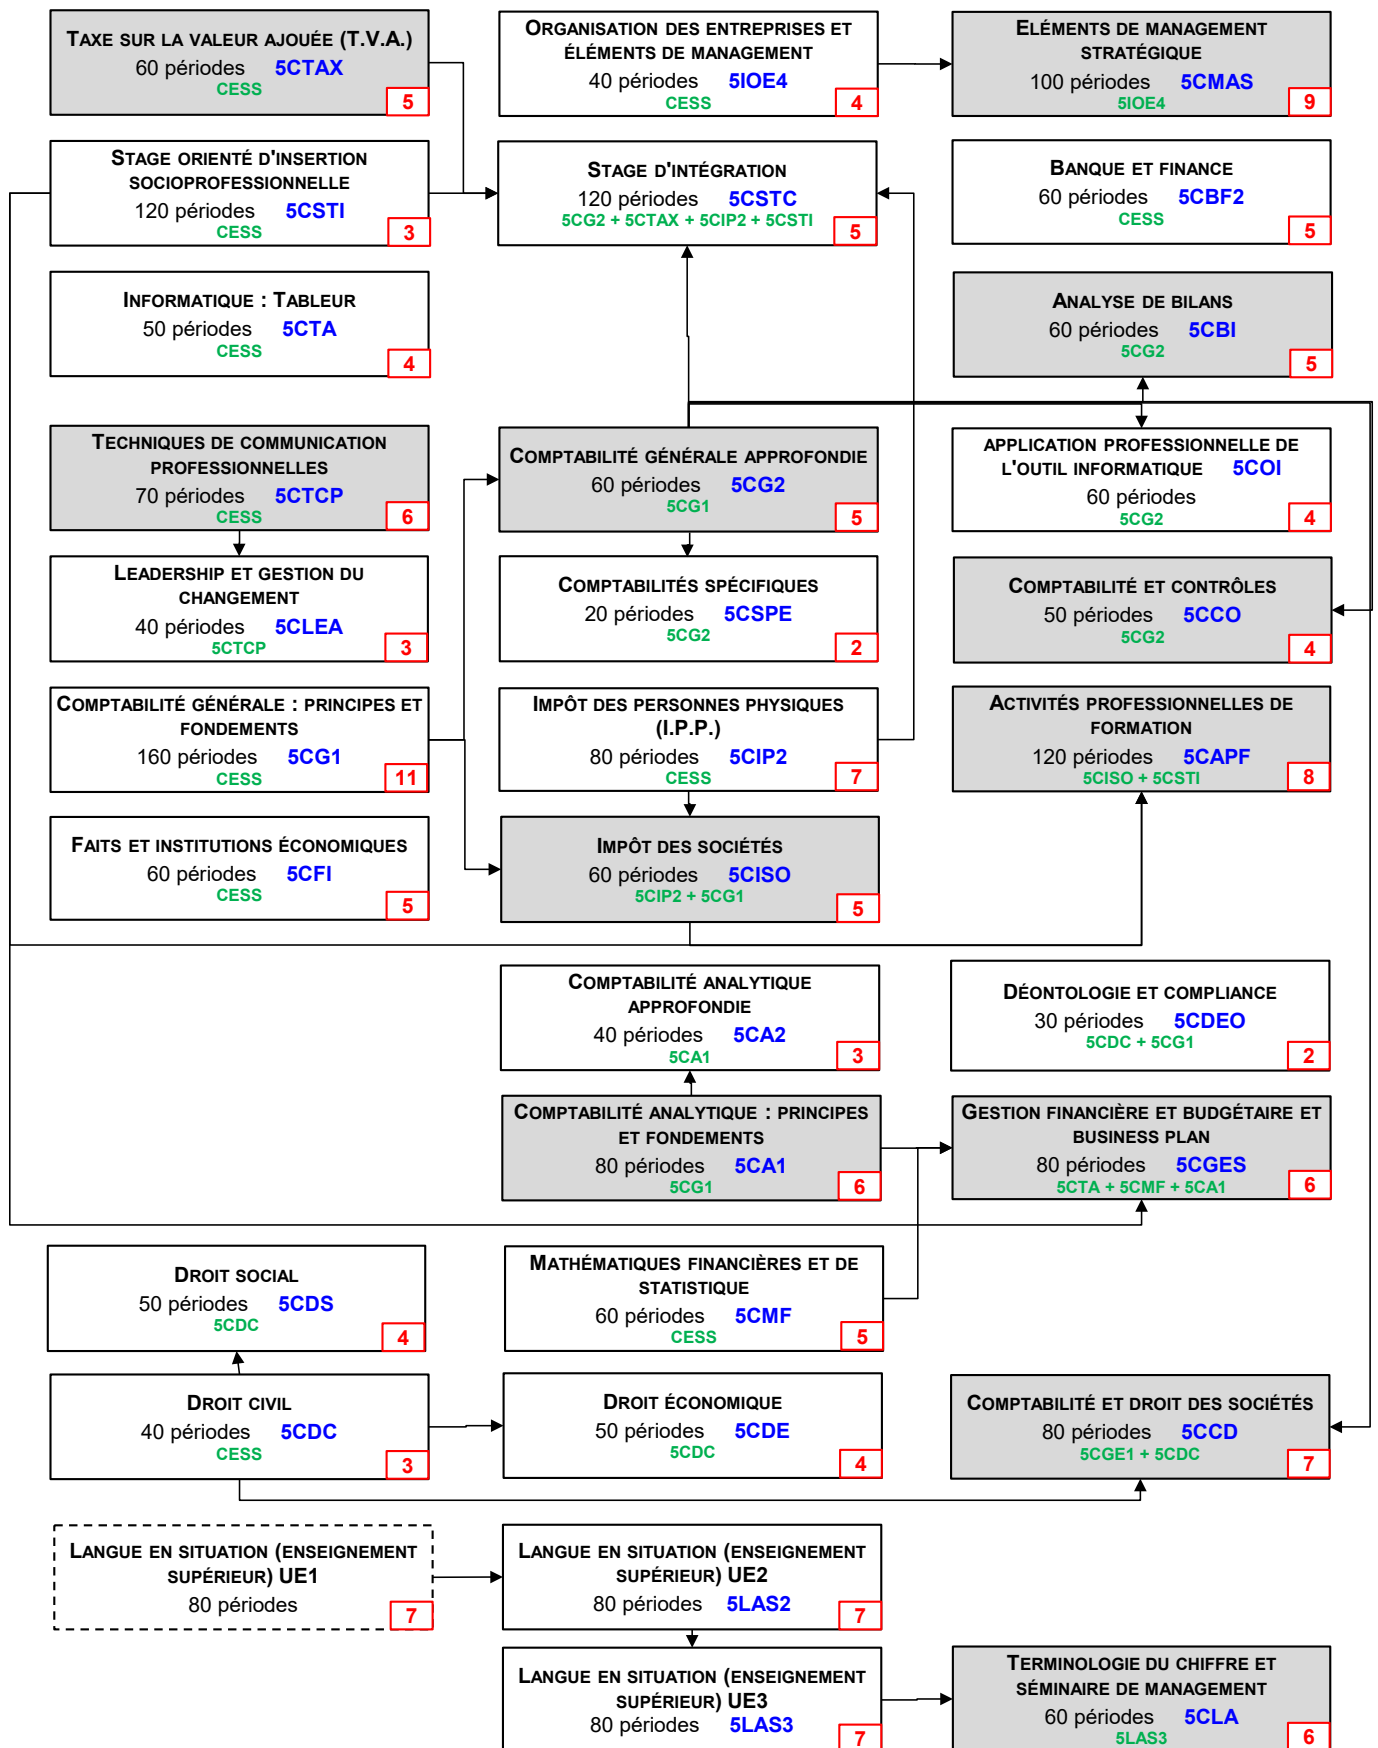 TAXE SUR LA VALEUR AJOUÉE (T.V.A.)
60 périodes 5CTAX
CESS
5
ORGANISATION DES ENTREPRISES ET
ÉLÉMENTS DE MANAGEMENT
40 périodes 5IOE4
CESS
4
ELÉMENTS DE MANAGEMENT
STRATÉGIQUE
100 périodes 5CMAS
5IOE4
9
STAGE ORIENTÉ D'INSERTION
SOCIOPROFESSIONNELLE
120 périodes 5CSTI
CESS
3
STAGE D'INTÉGRATION
120 périodes 5CSTC
5CG2 + 5CTAX + 5CIP2 + 5CSTI
5
BANQUE ET FINANCE
60 périodes 5CBF2
CESS
5
INFORMATIQUE : TABLEUR
50 périodes 5CTA
CESS
4
ANALYSE DE BILANS
60 périodes 5CBI
5CG2
5
TECHNIQUES DE COMMUNICATION
PROFESSIONNELLES
70 périodes 5CTCP
CESS
6
COMPTABILITÉ GÉNÉRALE APPROFONDIE
60 périodes 5CG2
5CG1
5
APPLICATION PROFESSIONNELLE DE
L'OUTIL INFORMATIQUE 5COI
60 périodes
5CG2
4
LEADERSHIP ET GESTION DU
CHANGEMENT
40 périodes 5CLEA
5CTCP
3
COMPTABILITÉS SPÉCIFIQUES
20 périodes 5CSPE
5CG2
2
COMPTABILITÉ ET CONTRÔLES
50 périodes 5CCO
5CG2
4
COMPTABILITÉ GÉNÉRALE : PRINCIPES ET
FONDEMENTS
160 périodes 5CG1
CESS
11
IMPÔT DES PERSONNES PHYSIQUES
(I.P.P.)
80 périodes 5CIP2
CESS
7
ACTIVITÉS PROFESSIONNELLES DE
FORMATION
120 périodes 5CAPF
5CISO + 5CSTI
8
FAITS ET INSTITUTIONS ÉCONOMIQUES
60 périodes 5CFI
CESS
5
IMPÔT DES SOCIÉTÉS
60 périodes 5CISO
5CIP2 + 5CG1
5
COMPTABILITÉ ANALYTIQUE
APPROFONDIE
40 périodes 5CA2
5CA1
3
DÉONTOLOGIE ET COMPLIANCE
30 périodes 5CDEO
5CDC + 5CG1
2
COMPTABILITÉ ANALYTIQUE : PRINCIPES
ET FONDEMENTS
80 périodes 5CA1
5CG1
6
GESTION FINANCIÈRE ET BUDGÉTAIRE ET
BUSINESS PLAN
80 périodes 5CGES
5CTA + 5CMF + 5CA1
6
DROIT SOCIAL
50 périodes 5CDS
5CDC
4
MATHÉMATIQUES FINANCIÈRES ET DE
STATISTIQUE
60 périodes 5CMF
CESS
5
DROIT CIVIL
40 périodes 5CDC
CESS
3
DROIT ÉCONOMIQUE
50 périodes 5CDE
5CDC
4
COMPTABILITÉ ET DROIT DES SOCIÉTÉS
80 périodes 5CCD
5CGE1 + 5CDC
7
LANGUE EN SITUATION (ENSEIGNEMENT
SUPÉRIEUR) UE1
80 périodes
7
LANGUE EN SITUATION (ENSEIGNEMENT
SUPÉRIEUR) UE2
80 périodes 5LAS2
7
LANGUE EN SITUATION (ENSEIGNEMENT
SUPÉRIEUR) UE3
80 périodes 5LAS3
7
TERMINOLOGIE DU CHIFFRE ET
SÉMINAIRE DE MANAGEMENT
60 périodes 5CLA
5LAS3
6